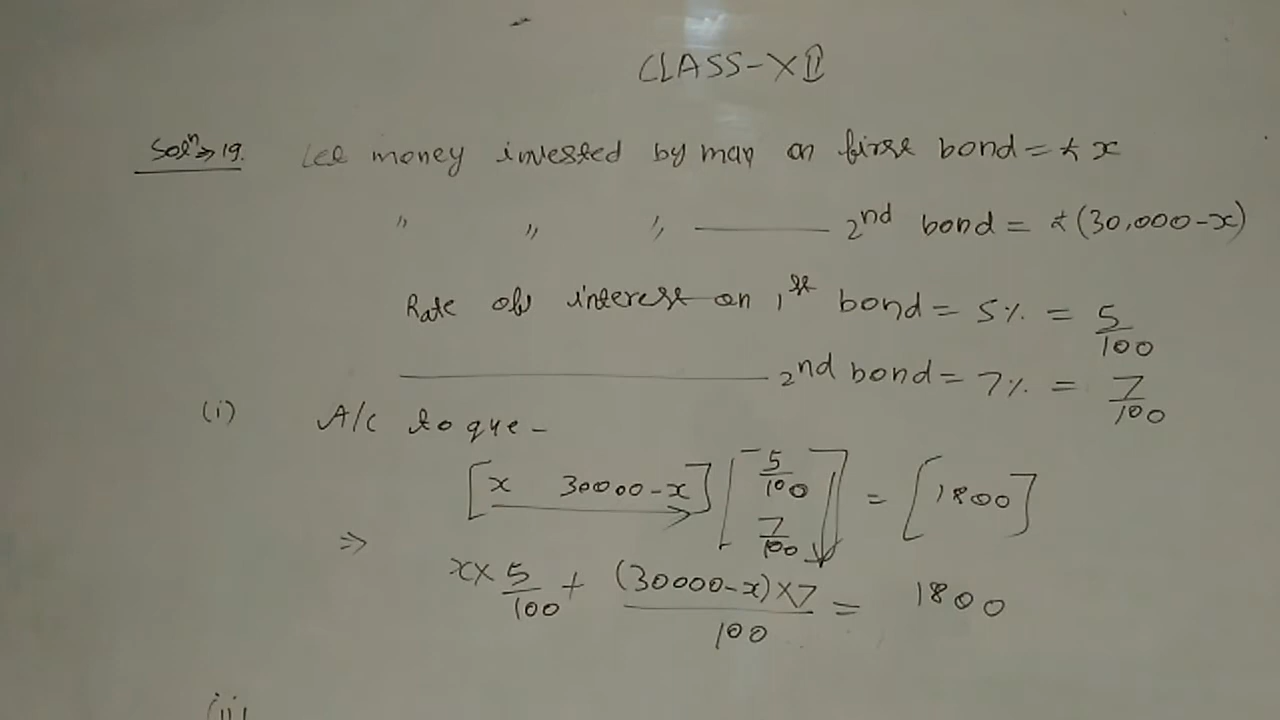 CLASS-XII
Solⁿ⇒19. Let money invested by man on first bond = ₹ x
" " " ——— 2nd bond = ₹ (30,000-x)
Rate of interest on 1st bond = 5% = 5/100
——— 2nd bond = 7% = 7/100
(i) A/C to que -
[x 30000-x] [5/100 7/100] = [1800]
⇒ x × 5/100 + (30000-x)×7/100 = 1800
(ii)